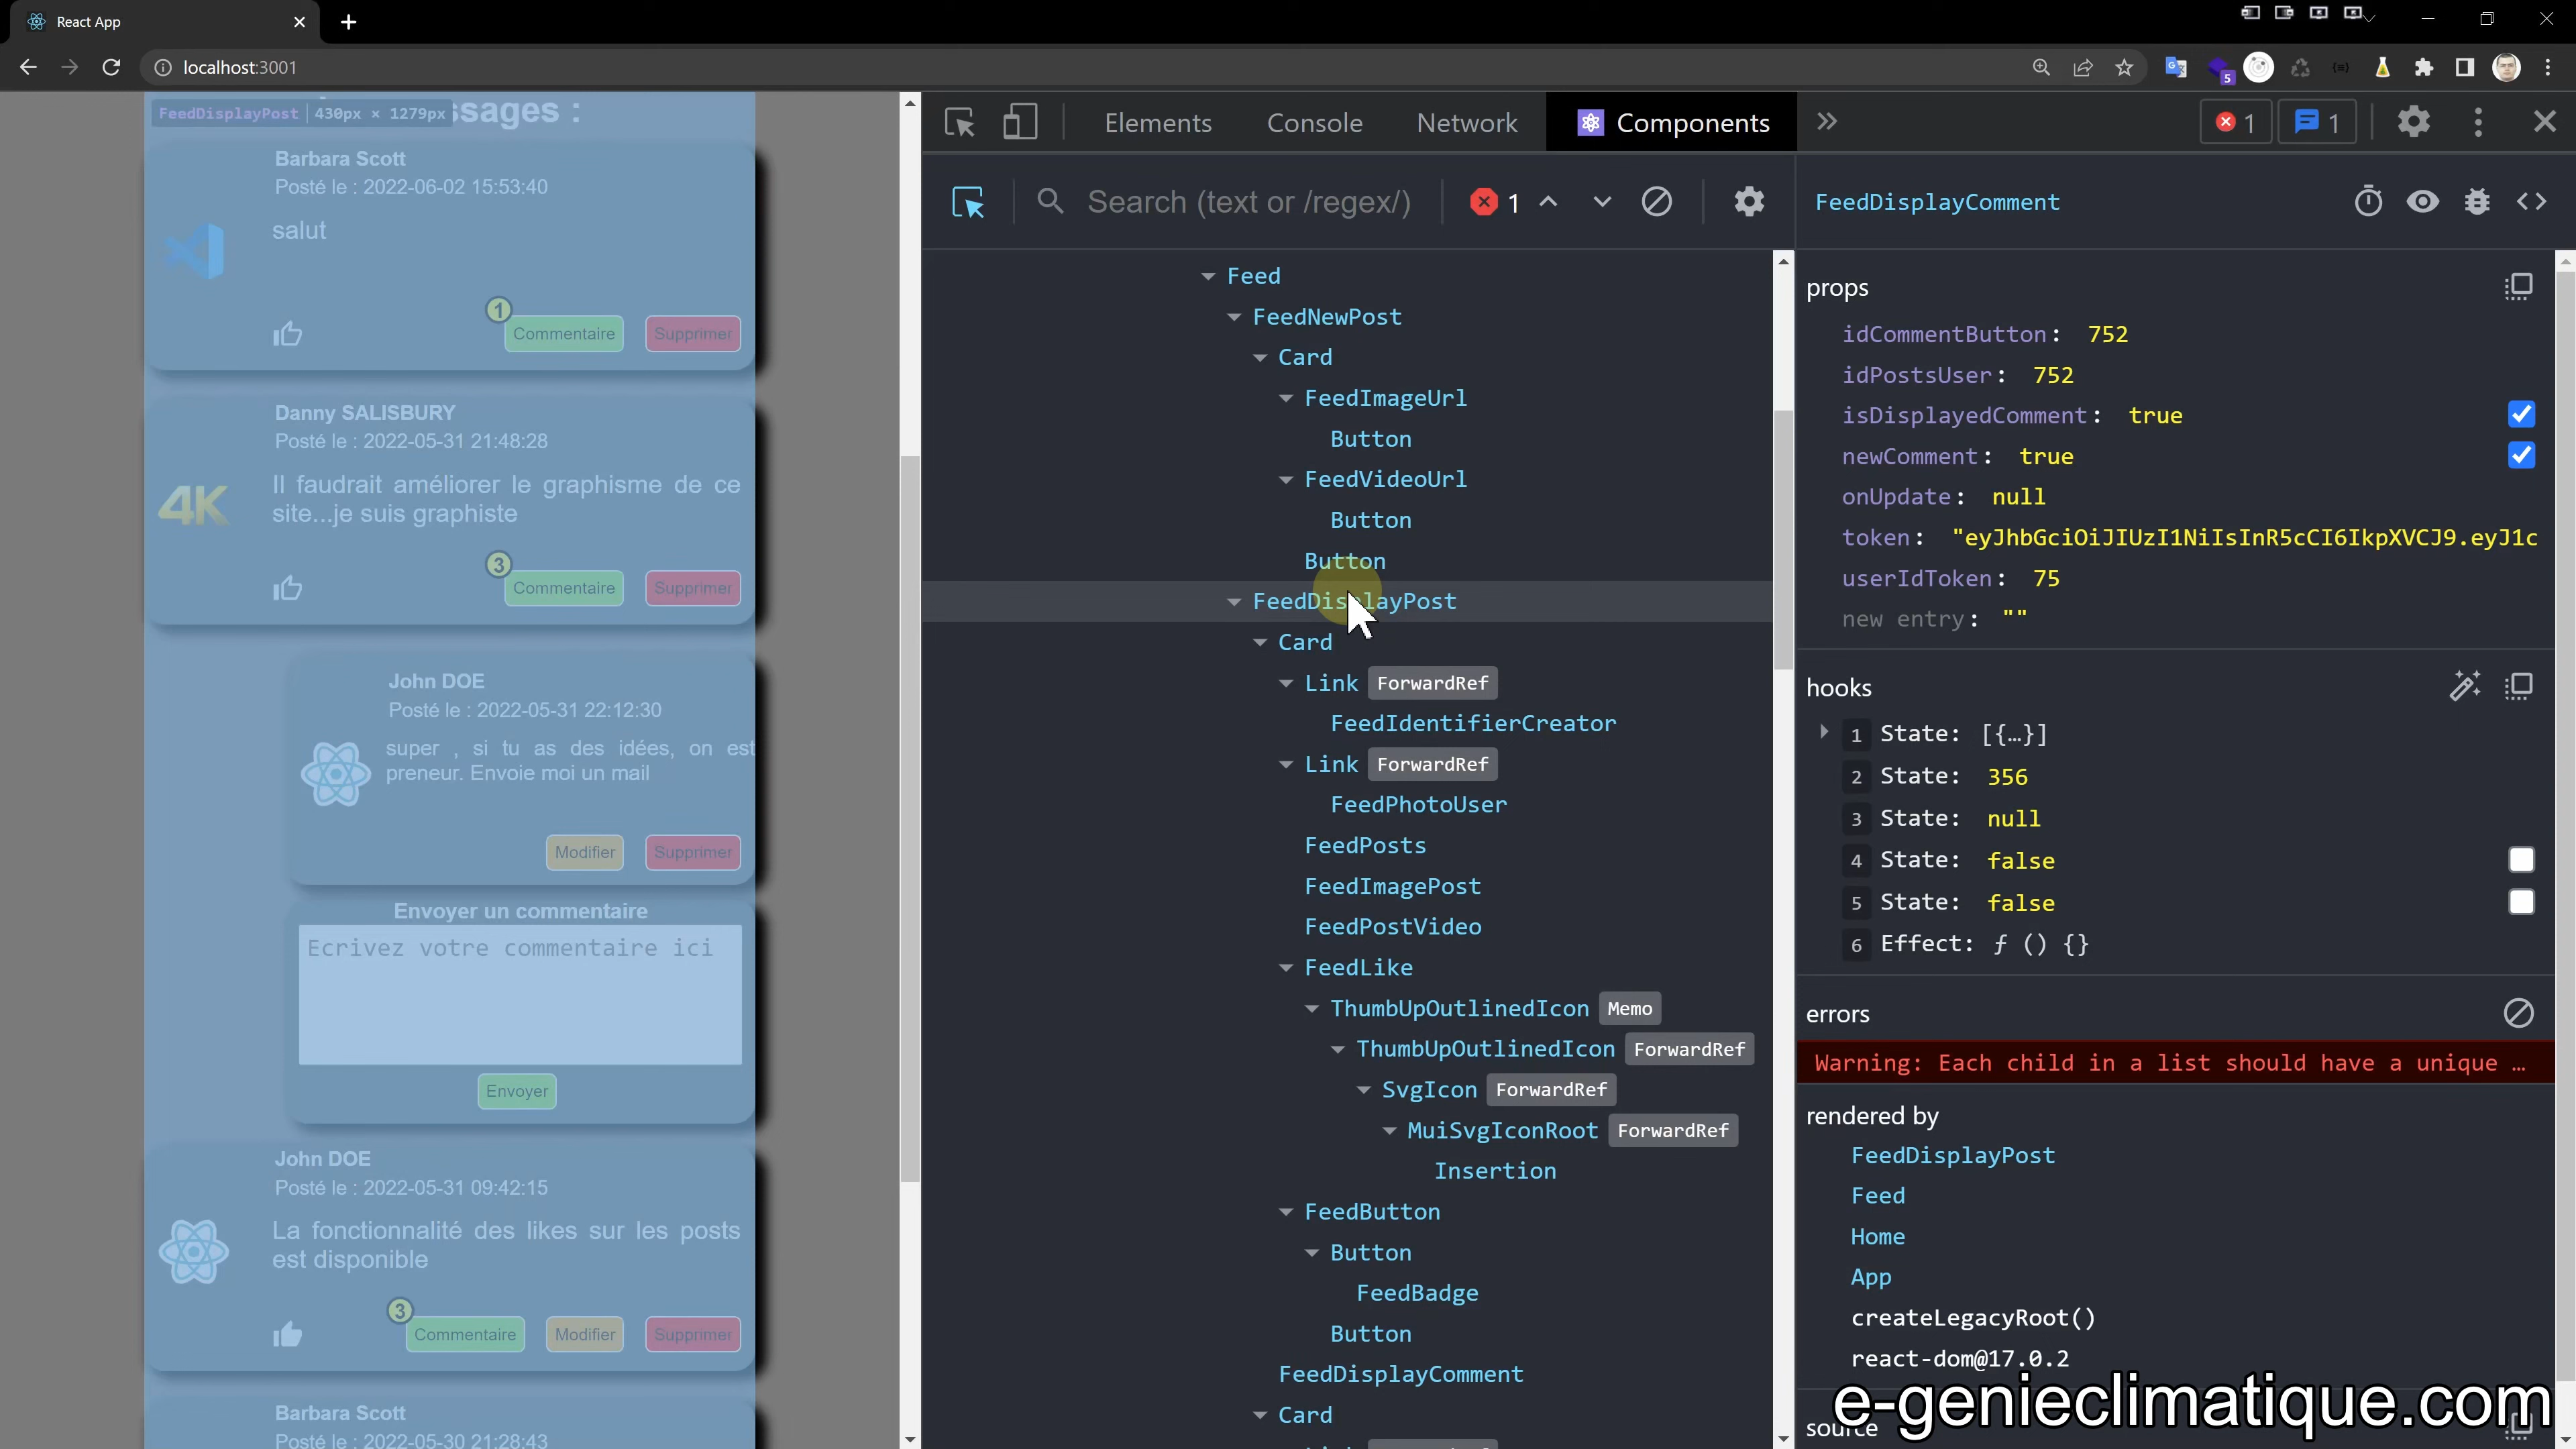 React App
localhost:3001
5
ssages :
FeedDisplayPost 430px × 1279px
Barbara Scott
Posté le : 2022-06-02 15:53:40
salut
1
Commentaire
Supprimer
Danny SALISBURY
Posté le : 2022-05-31 21:48:28
4K
Il faudrait améliorer le graphisme de ce
site...je suis graphiste
3
Commentaire
Supprimer
John DOE
Posté le : 2022-05-31 22:12:30
super , si tu as des idées, on est
preneur. Envoie moi un mail
Modifier
Supprimer
Envoyer un commentaire
Ecrivez votre commentaire ici
Envoyer
John DOE
Posté le : 2022-05-31 09:42:15
La fonctionnalité des likes sur les posts
est disponible
3
Commentaire
Modifier
Supprimer
Barbara Scott
Posté le : 2022-05-30 21:28:43
Elements
Console
Network
Components
1
1
Search (text or /regex/)
1
Feed
FeedNewPost
Card
FeedImageUrl
Button
FeedVideoUrl
Button
Button
FeedDisplayPost
Card
Link ForwardRef
FeedIdentifierCreator
Link ForwardRef
FeedPhotoUser
FeedPosts
FeedImagePost
FeedPostVideo
FeedLike
ThumbUpOutlinedIcon Memo
ThumbUpOutlinedIcon ForwardRef
SvgIcon ForwardRef
MuiSvgIconRoot ForwardRef
Insertion
FeedButton
Button
FeedBadge
Button
FeedDisplayComment
Card
FeedDisplayComment
props
idCommentButton: 752
idPostsUser: 752
isDisplayedComment: true
newComment: true
onUpdate: null
token: "eyJhbGciOiJIUzI1NiIsInR5cCI6IkpXVCJ9.eyJ1c
userIdToken: 75
new entry: ""
hooks
1 State: [{…}]
2 State: 356
3 State: null
4 State: false
5 State: false
6 Effect: ƒ () {}
errors
Warning: Each child in a list should have a unique …
rendered by
FeedDisplayPost
Feed
Home
App
createLegacyRoot()
react-dom@17.0.2
source
e-genieclimatique.com